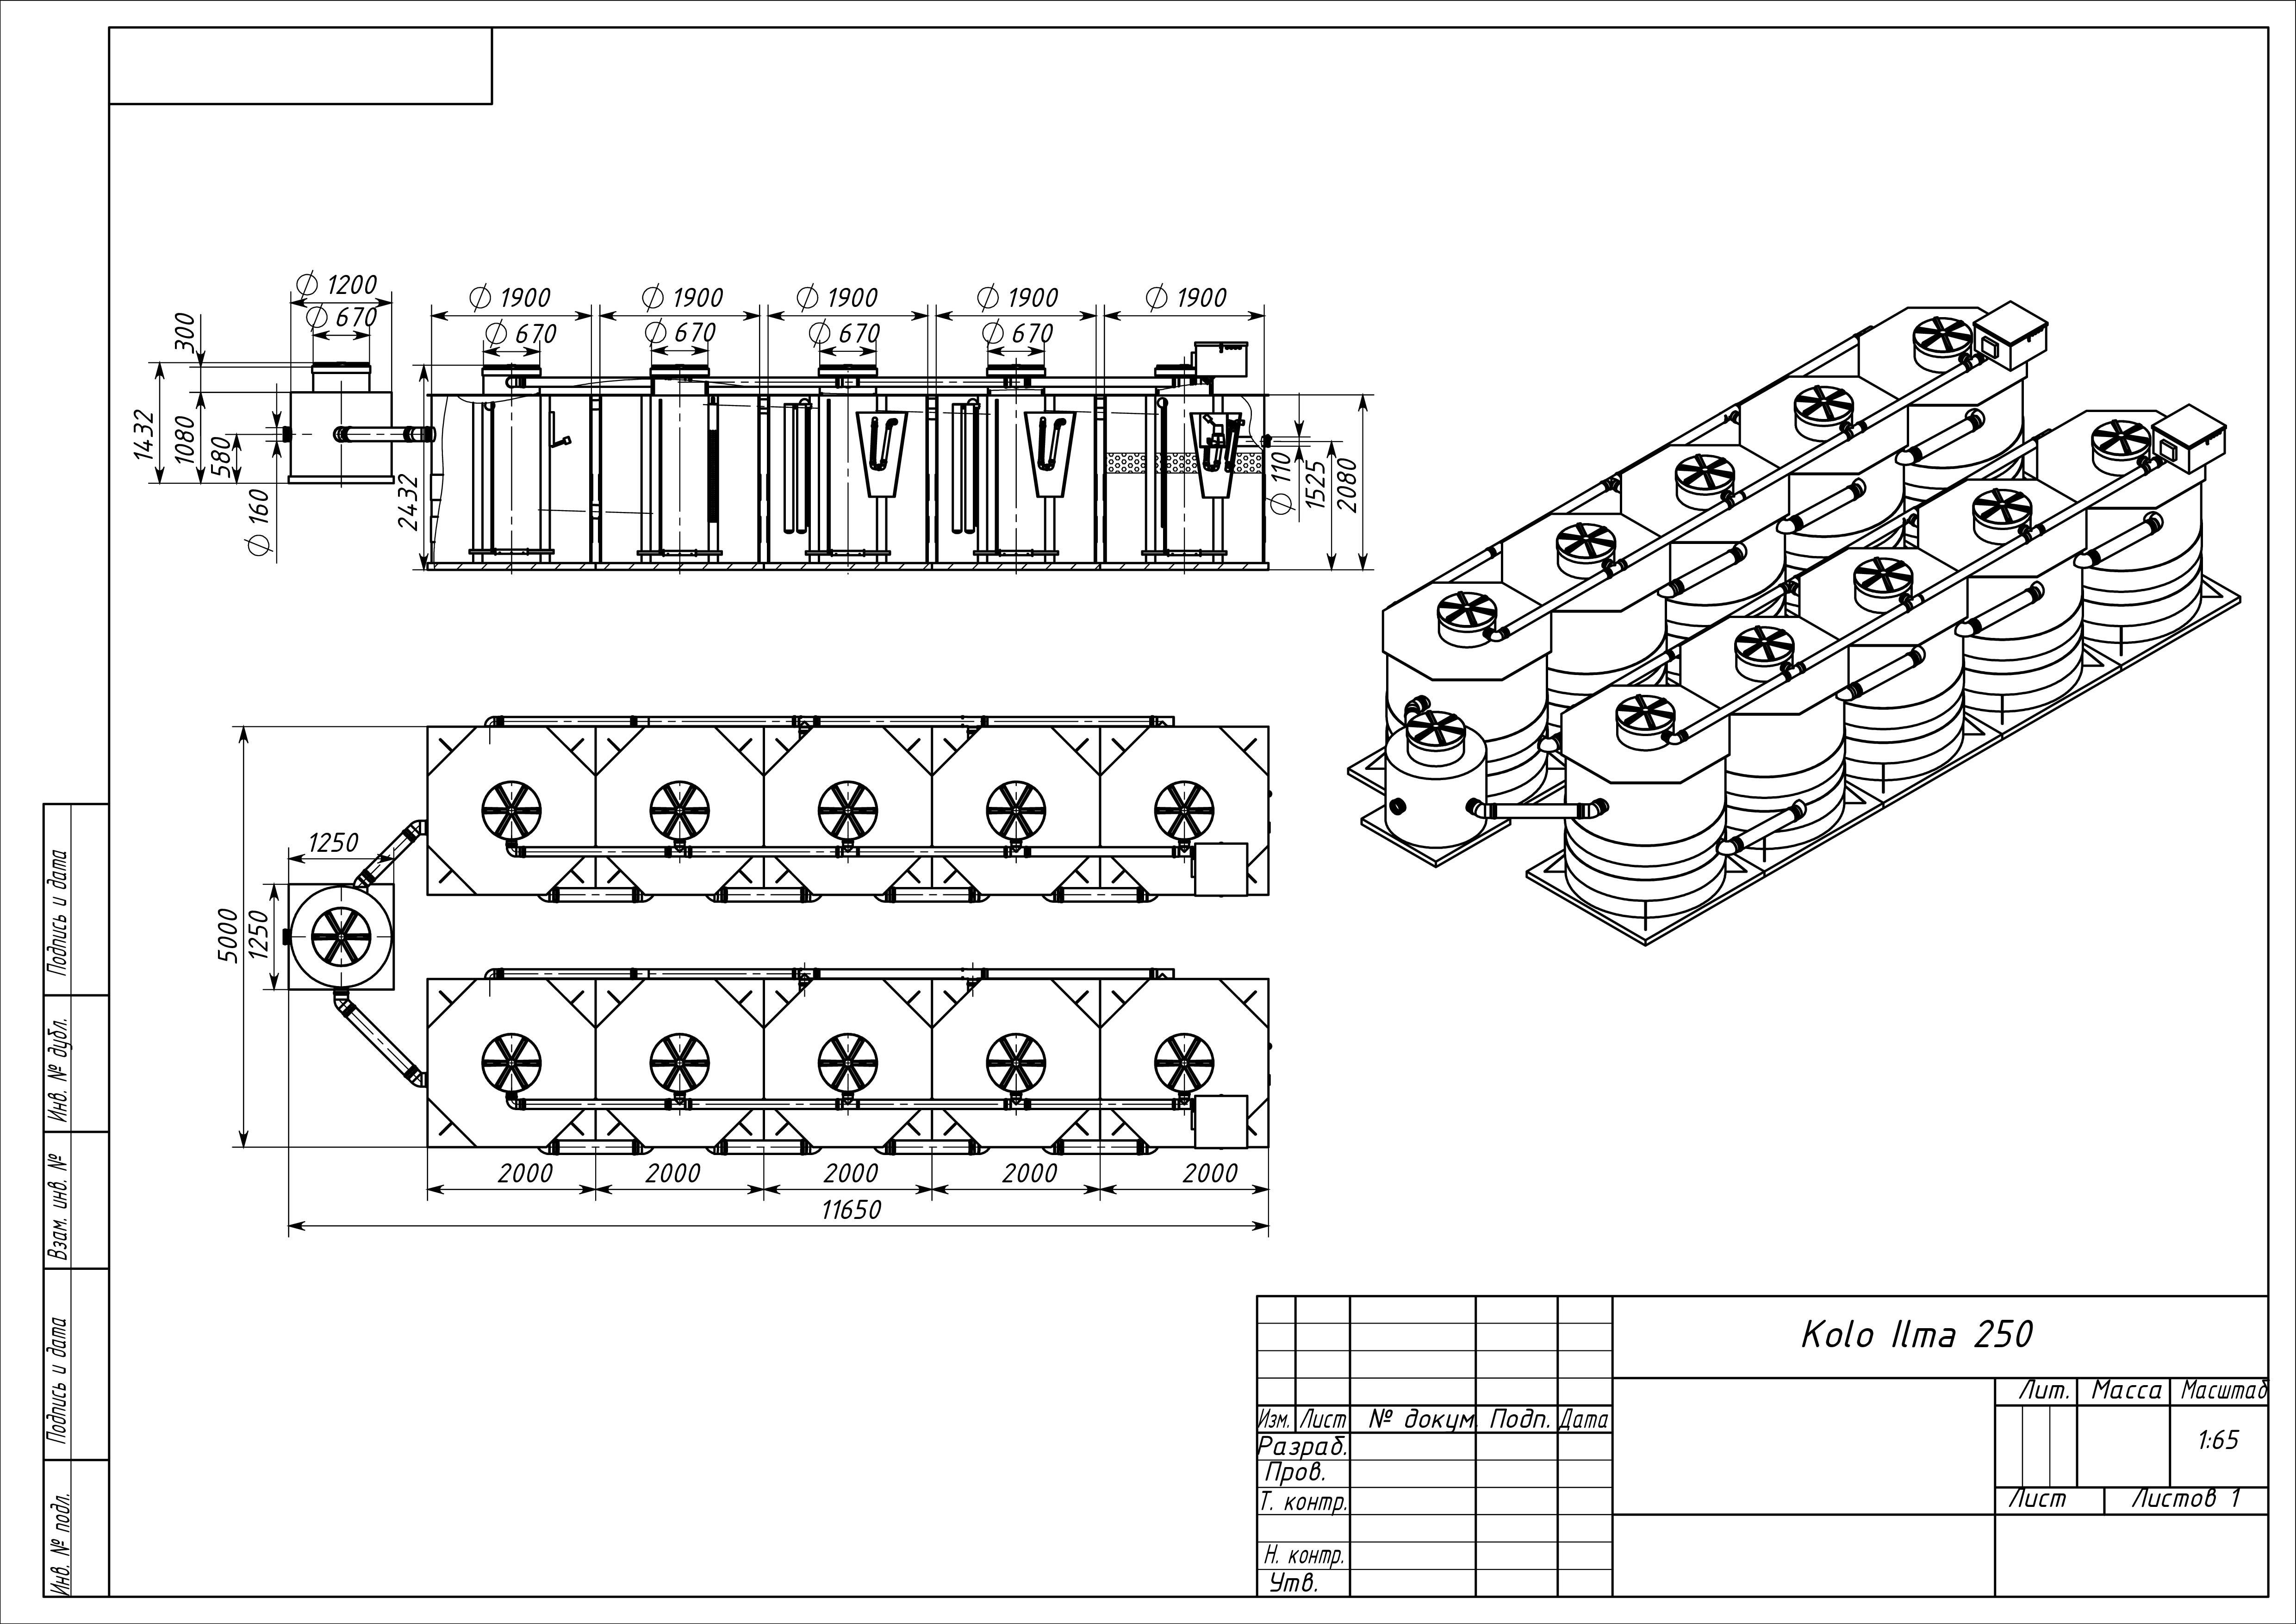 ⌀ 1200
⌀ 670
300
1432
1080
580
⌀ 160
⌀ 1900
⌀ 1900
⌀ 1900
⌀ 1900
⌀ 1900
⌀ 670
⌀ 670
⌀ 670
⌀ 670
2432
⌀ 110
1525
2080
1250
5000
1250
2000
2000
2000
2000
2000
11650
Подпись и дата
Инв. № дубл.
Взам. инв. №
Подпись и дата
Инв. № подл.
Kolo Ilma 250
Лит. Масса Масштаб
Изм. Лист № докум. Подп. Дата
1:65
Разраб.
Пров.
Т. контр.
Лист Листов 1
Н. контр.
Утв.